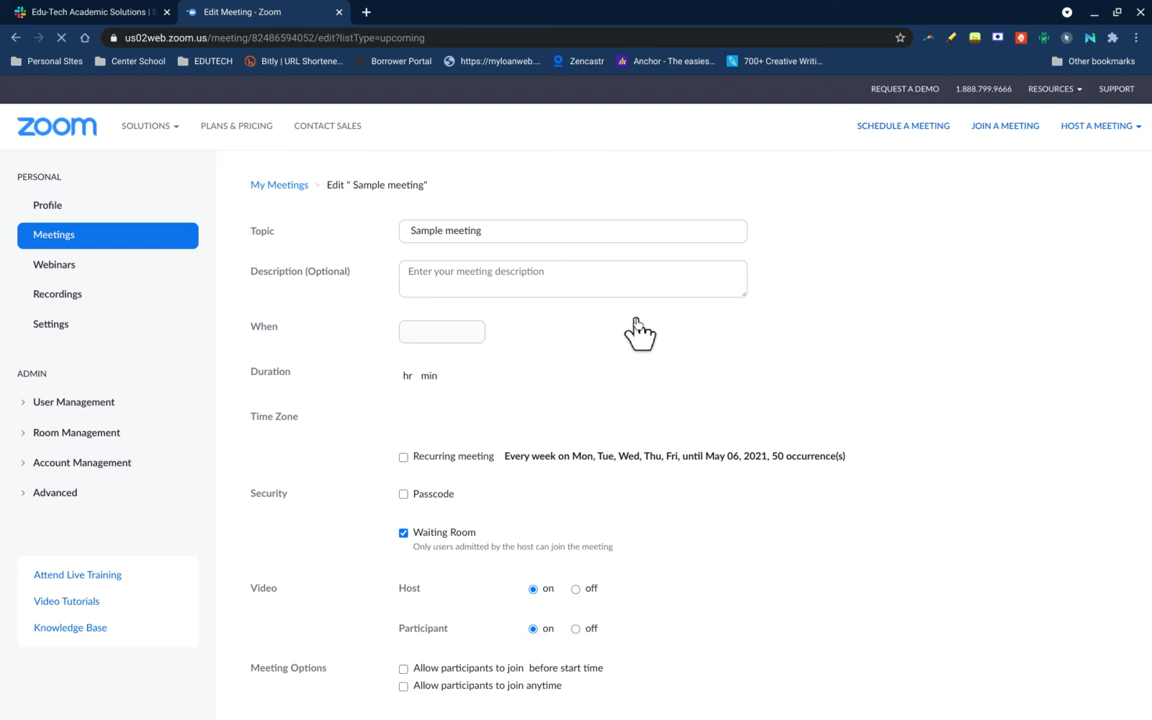 Edu-Tech Academic Solutions | S
Edit Meeting - Zoom
us02web.zoom.us/meeting/82486594052/edit?listType=upcoming
Personal SItes
Center School
EDUTECH
Bitly | URL Shortene...
Borrower Portal
https://myloanweb....
Zencastr
Anchor - The easies...
700+ Creative Writi...
Other bookmarks
REQUEST A DEMO
1.888.799.9666
RESOURCES
SUPPORT
zoom
SOLUTIONS
PLANS & PRICING
CONTACT SALES
SCHEDULE A MEETING
JOIN A MEETING
HOST A MEETING
PERSONAL
Profile
Meetings
Webinars
Recordings
Settings
ADMIN
User Management
Room Management
Account Management
Advanced
Attend Live Training
Video Tutorials
Knowledge Base
My Meetings > Edit " Sample meeting"
Topic
Sample meeting
Description (Optional)
Enter your meeting description
When
Duration
hr min
Time Zone
Recurring meeting Every week on Mon, Tue, Wed, Thu, Fri, until May 06, 2021, 50 occurrence(s)
Security
Passcode
Waiting Room
Only users admitted by the host can join the meeting
Video
Host
on
off
Participant
on
off
Meeting Options
Allow participants to join before start time
Allow participants to join anytime